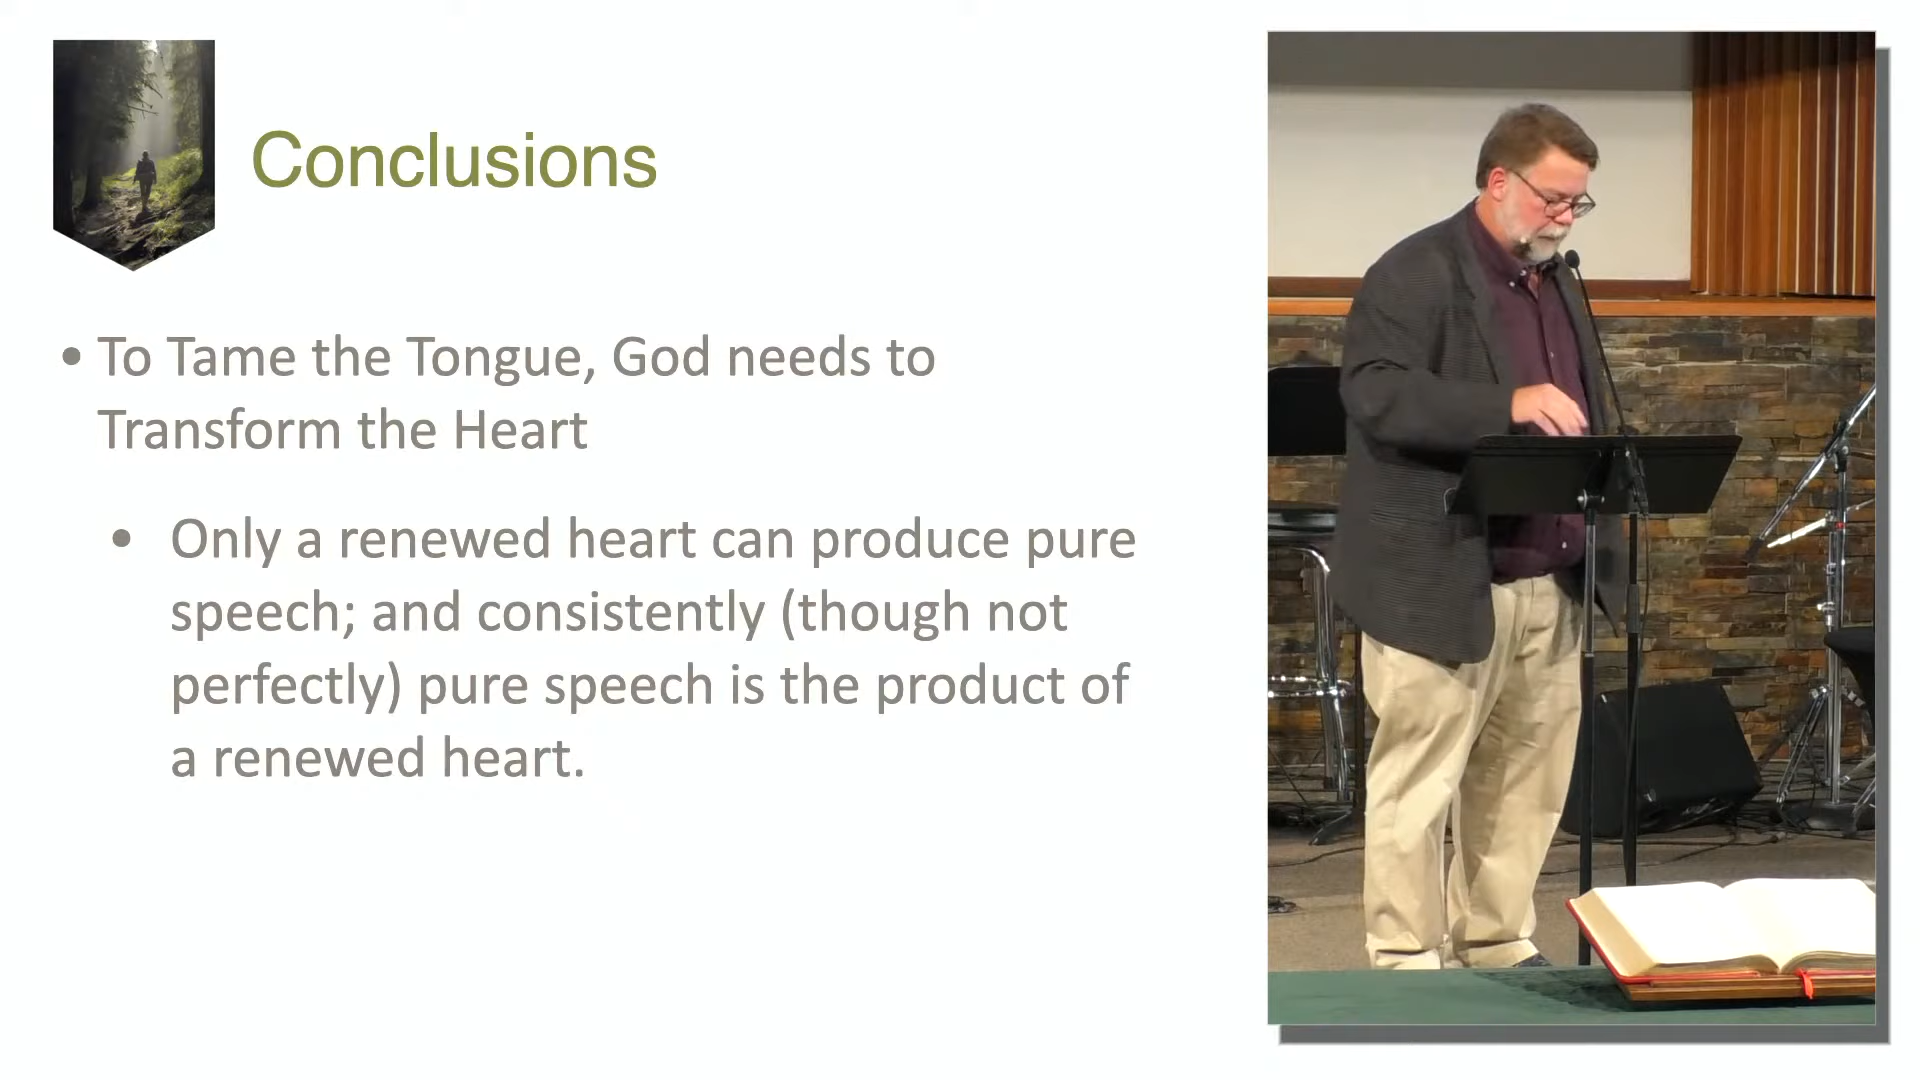 Conclusions
• To Tame the Tongue, God needs to
Transform the Heart
• Only a renewed heart can produce pure
speech; and consistently (though not
perfectly) pure speech is the product of
a renewed heart.